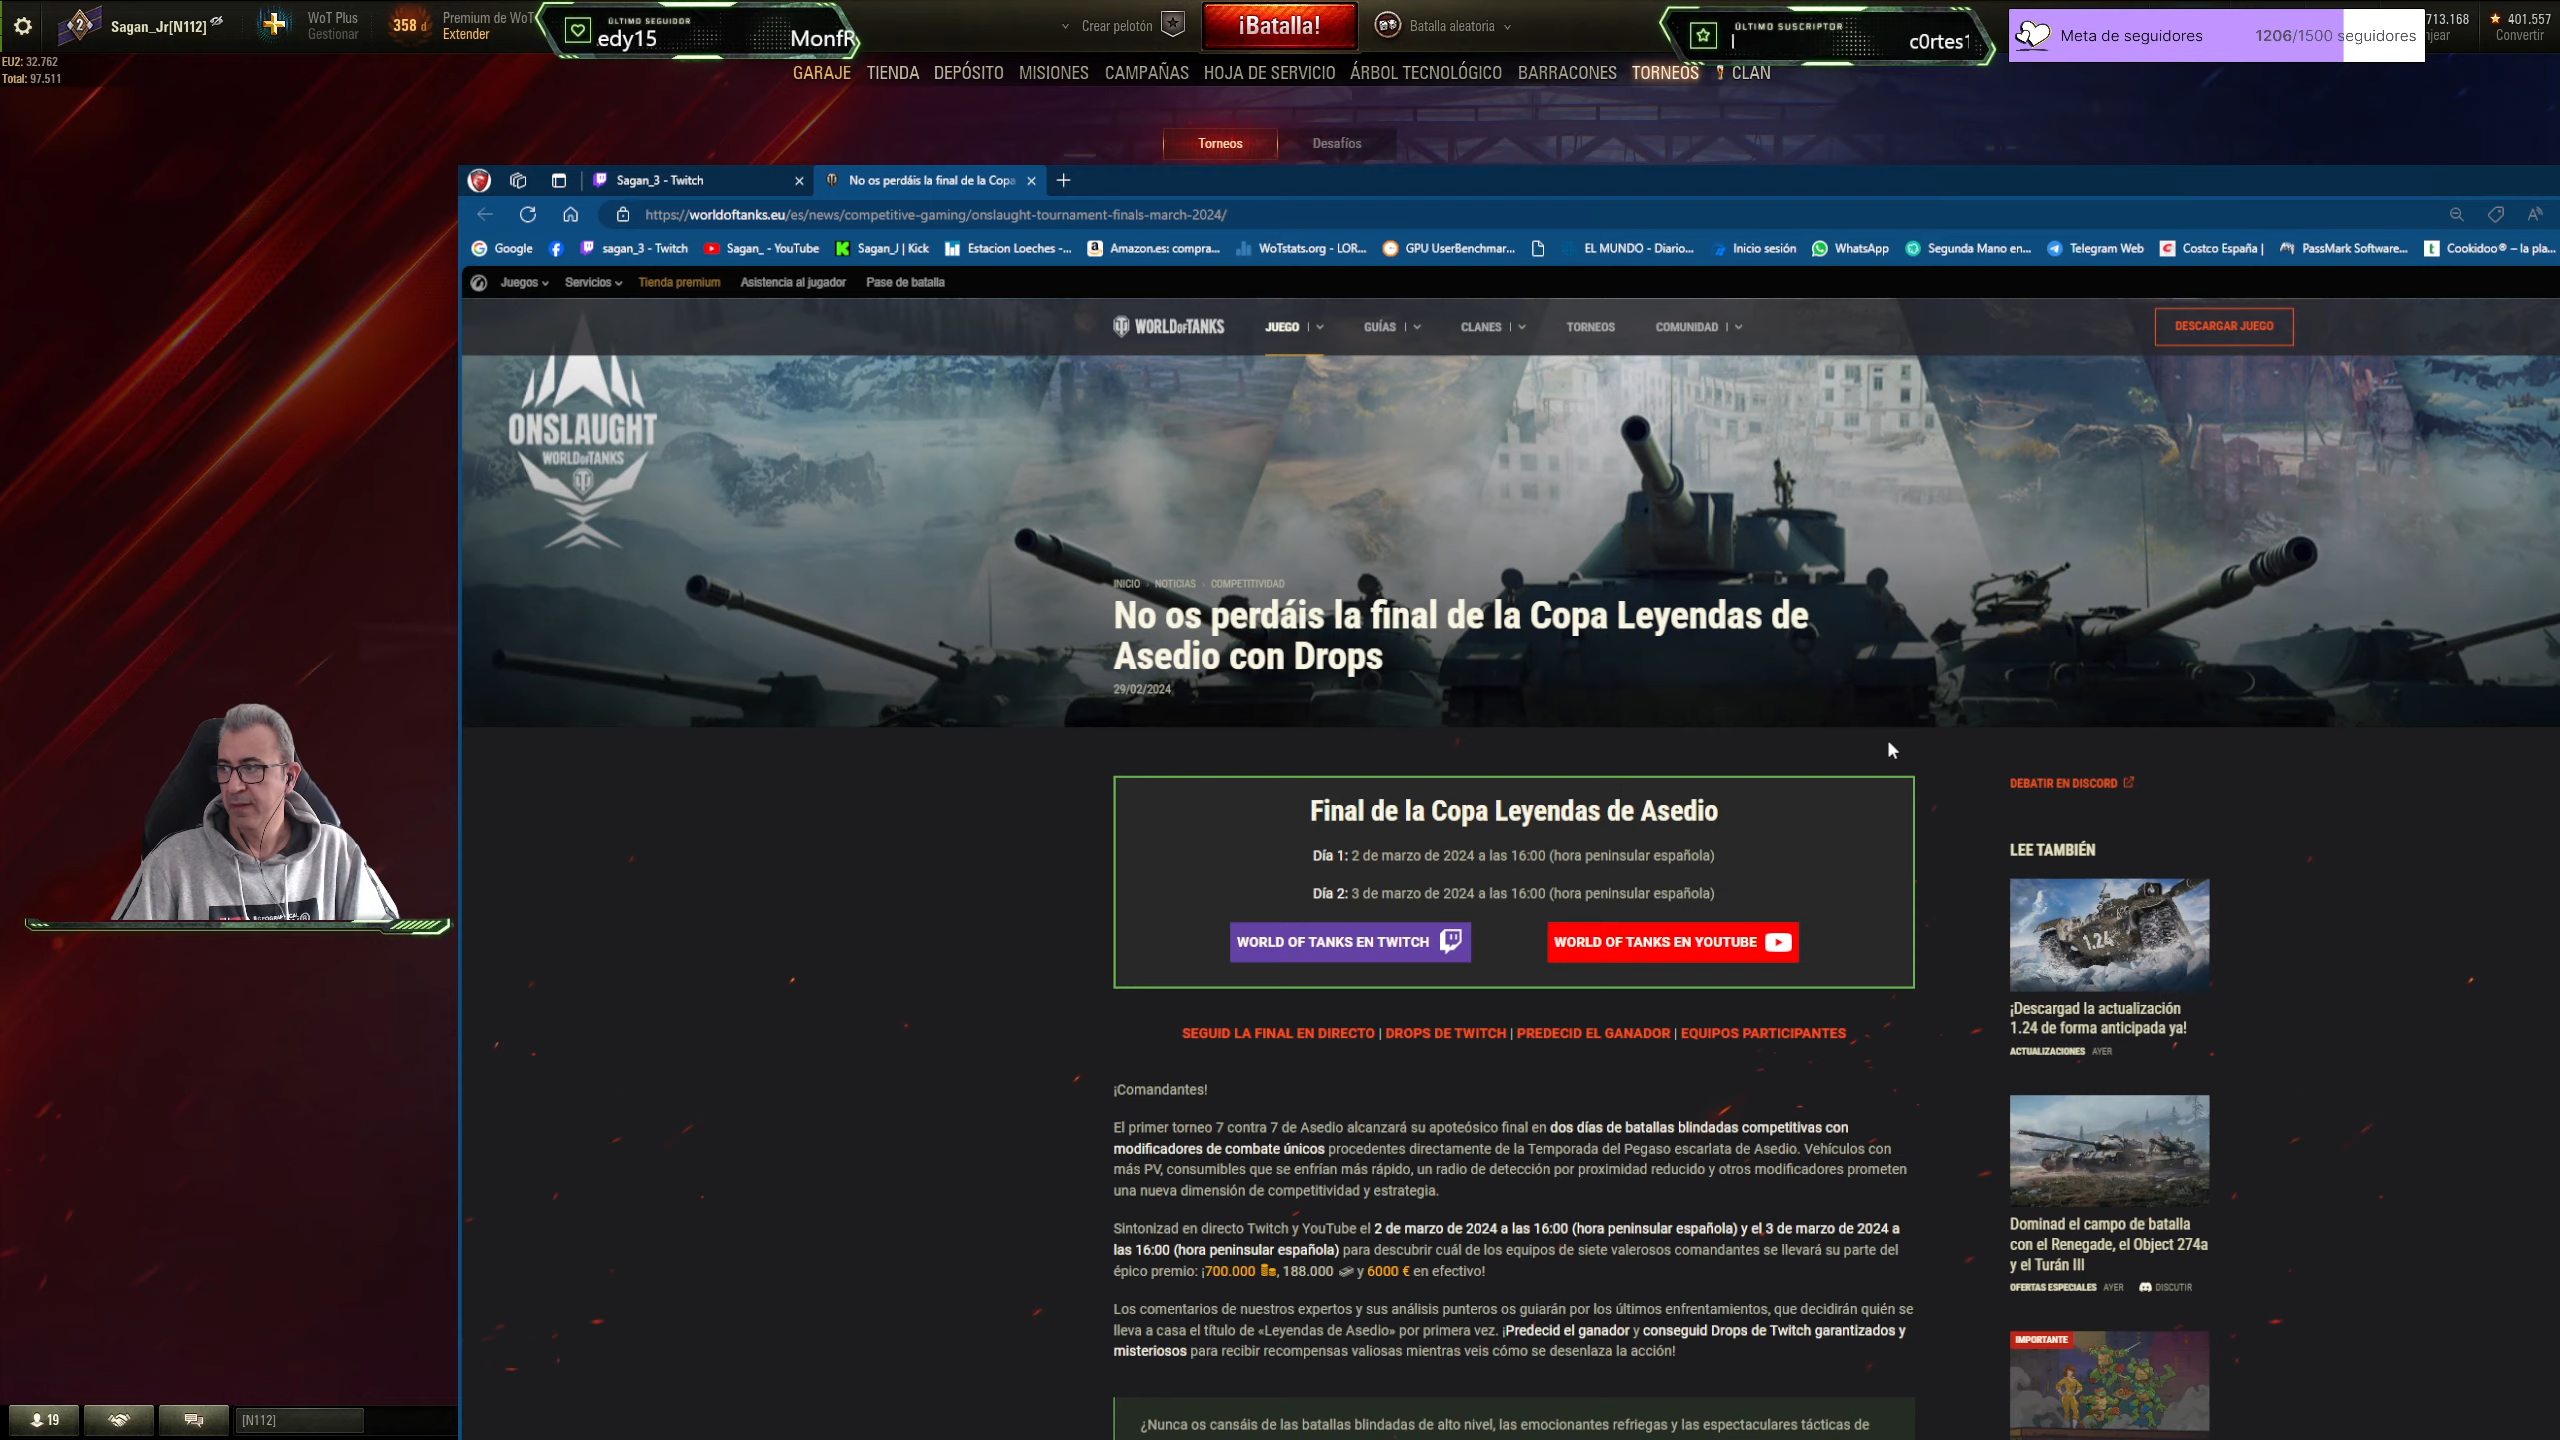 Sagan_Jr[N112]
WoT Plus
Gestionar
358 d
Premium de WoT
Extender
ÚLTIMO SEGUIDOR
edy15
MonfR
Crear pelotón
¡Batalla!
Batalla aleatoria
ÚLTIMO SUSCRIPTOR
c0rtes1
Meta de seguidores
1206/1500 seguidores
713.168
401.557
Convertir
EU2: 32.762
Total: 97.511
GARAJE TIENDA DEPÓSITO MISIONES CAMPAÑAS HOJA DE SERVICIO ÁRBOL TECNOLÓGICO BARRACONES TORNEOS CLAN
Torneos
Desafíos
Sagan_3 - Twitch
No os perdáis la final de la Copa
https://worldoftanks.eu/es/news/competitive-gaming/onslaught-tournament-finals-march-2024/
Google
sagan_3 - Twitch
Sagan_ - YouTube
Sagan_J | Kick
Estacion Loeches -...
Amazon.es: compra...
WoTstats.org - LOR...
GPU UserBenchmar...
EL MUNDO - Diario...
Inicio sesión
WhatsApp
Segunda Mano en...
Telegram Web
Costco España |
PassMark Software...
Cookidoo® – la pla...
Juegos
Servicios
Tienda premium
Asistencia al jugador
Pase de batalla
WORLD OF TANKS
JUEGO
GUÍAS
CLANES
TORNEOS
COMUNIDAD
DESCARGAR JUEGO
ONSLAUGHT
WORLD OF TANKS
INICIO
NOTICIAS
COMPETITIVIDAD
No os perdáis la final de la Copa Leyendas de
Asedio con Drops
29/02/2024
Final de la Copa Leyendas de Asedio
Día 1: 2 de marzo de 2024 a las 16:00 (hora peninsular española)
Día 2: 3 de marzo de 2024 a las 16:00 (hora peninsular española)
WORLD OF TANKS EN TWITCH
WORLD OF TANKS EN YOUTUBE
SEGUID LA FINAL EN DIRECTO | DROPS DE TWITCH | PREDECID EL GANADOR | EQUIPOS PARTICIPANTES
¡Comandantes!
El primer torneo 7 contra 7 de Asedio alcanzará su apoteósico final en dos días de batallas blindadas competitivas con
modificadores de combate únicos procedentes directamente de la Temporada del Pegaso escarlata de Asedio. Vehículos con
más PV, consumibles que se enfrían más rápido, un radio de detección por proximidad reducido y otros modificadores prometen
una nueva dimensión de competitividad y estrategia.
Sintonizad en directo Twitch y YouTube el 2 de marzo de 2024 a las 16:00 (hora peninsular española) y el 3 de marzo de 2024 a
las 16:00 (hora peninsular española) para descubrir cuál de los equipos de siete valerosos comandantes se llevará su parte del
épico premio: ¡700.000, 188.000 y 6000 € en efectivo!
Los comentarios de nuestros expertos y sus análisis punteros os guiarán por los últimos enfrentamientos, que decidirán quién se
lleva a casa el título de «Leyendas de Asedio» por primera vez. ¡Predecid el ganador y conseguid Drops de Twitch garantizados y
misteriosos para recibir recompensas valiosas mientras veis cómo se desenlaza la acción!
¿Nunca os cansáis de las batallas blindadas de alto nivel, las emocionantes refriegas y las espectaculares tácticas de
DEBATIR EN DISCORD
LEE TAMBIÉN
1.24
¡Descargad la actualización
1.24 de forma anticipada ya!
ACTUALIZACIONES AYER
Dominad el campo de batalla
con el Renegade, el Object 274a
y el Turán III
OFERTAS ESPECIALES AYER DISCUTIR
IMPORTANTE
19
[N112]